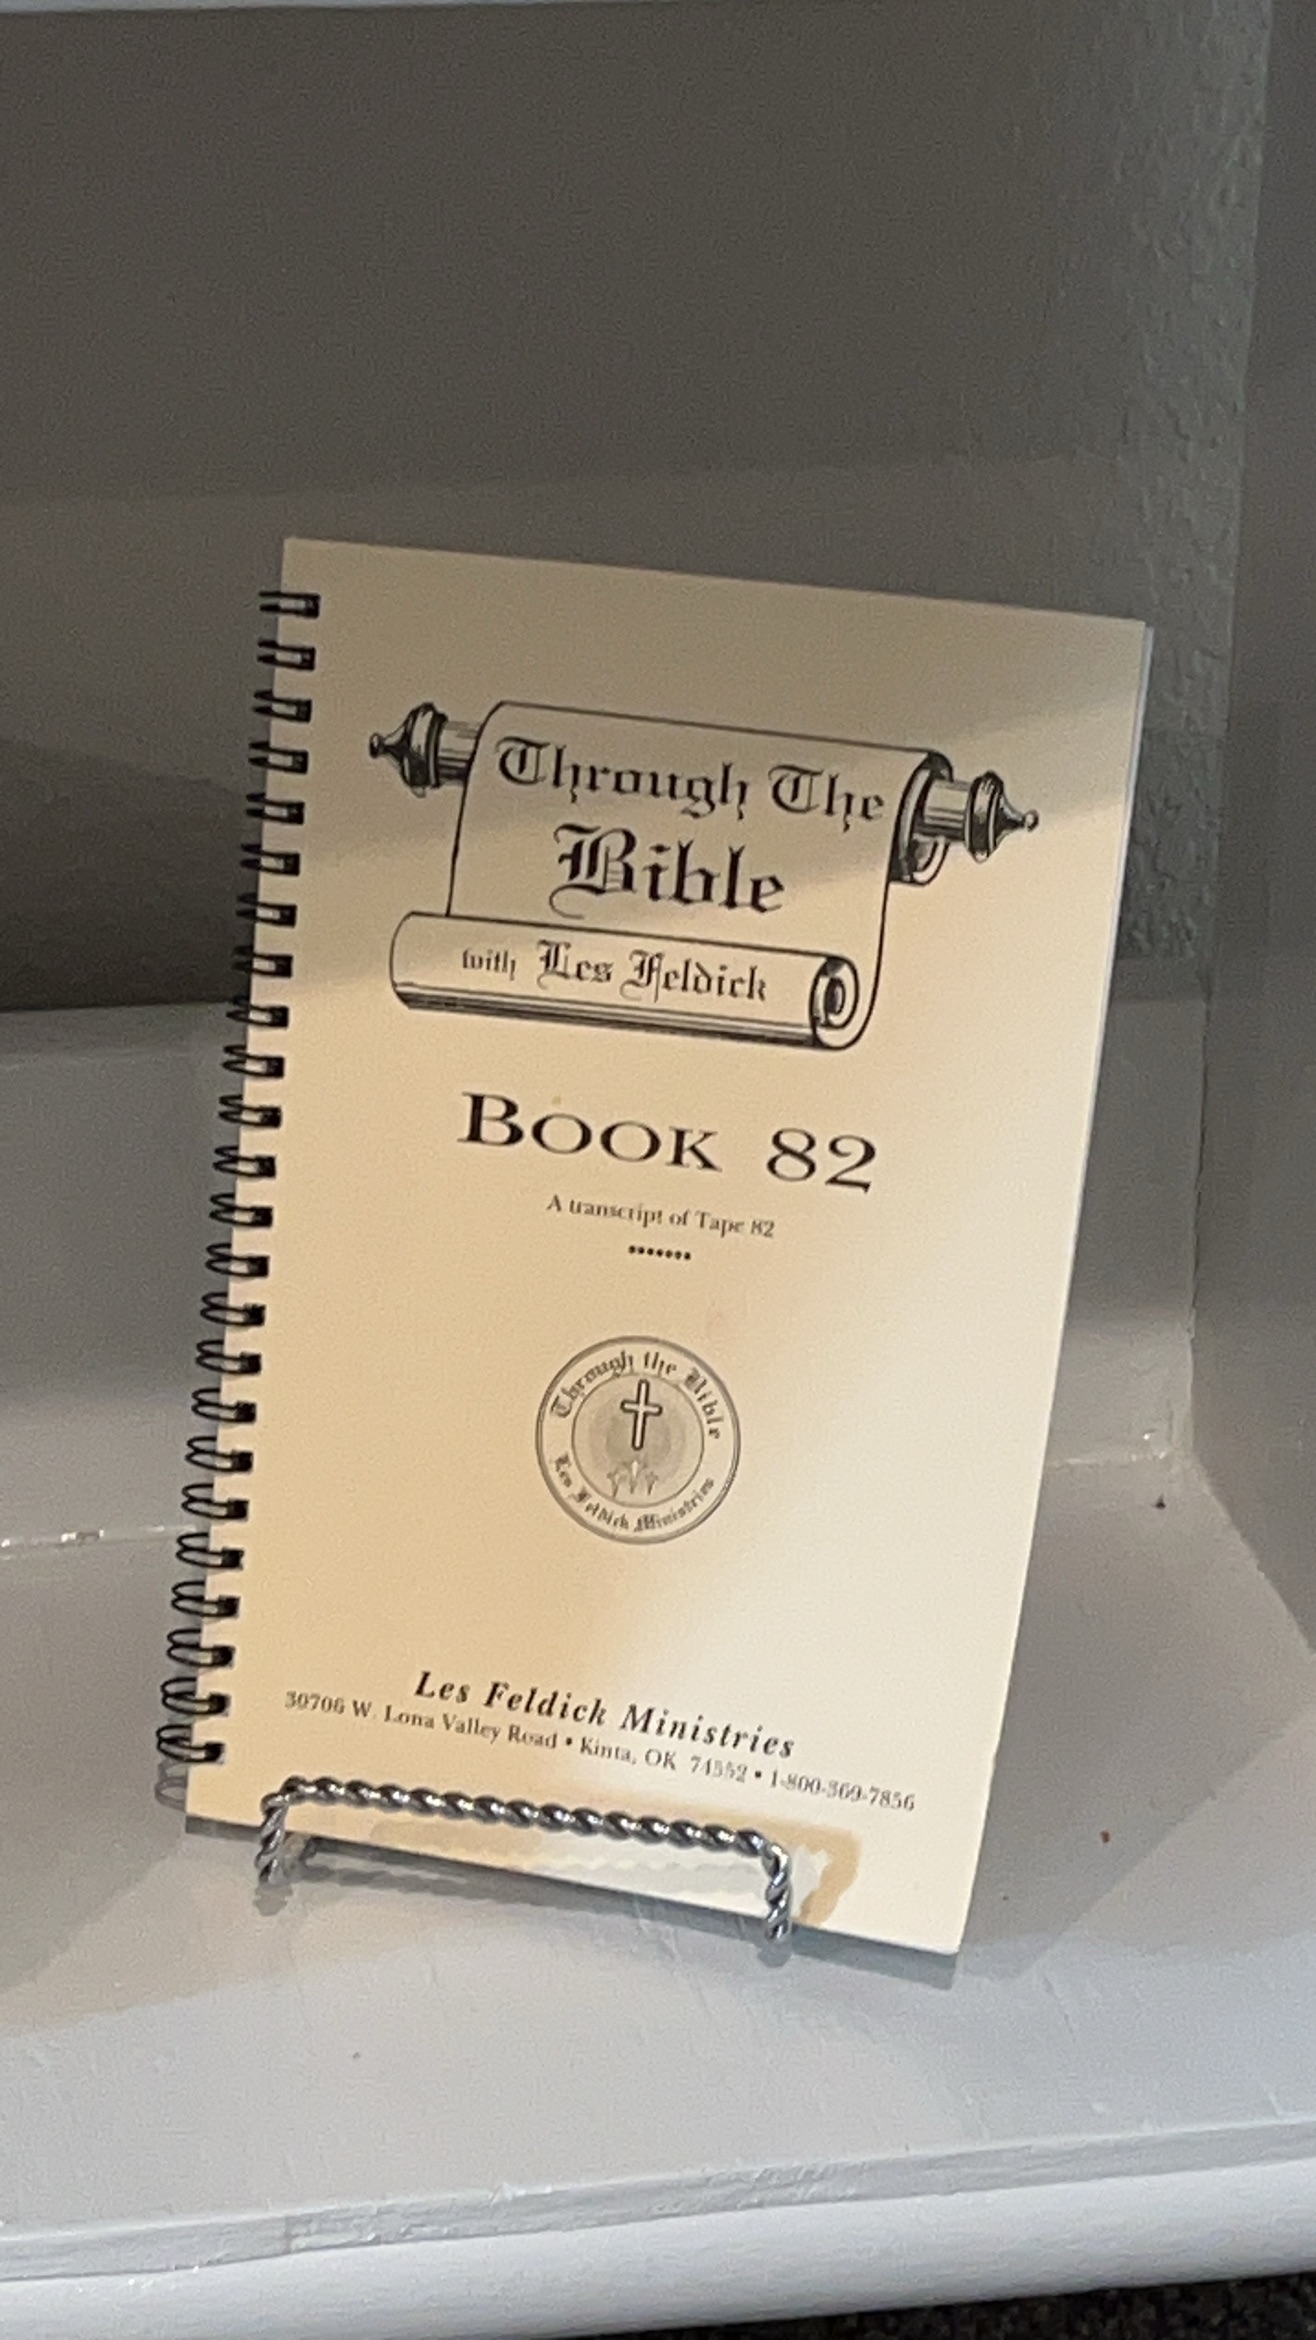 Through The
Bible
with Les Feldick
BOOK 82
A transcript of Tape 82
Through the Bible
Les Feldick Ministries
Les Feldick Ministries
30706 W. Lona Valley Road • Kinta, OK 74552 • 1-800-369-7856